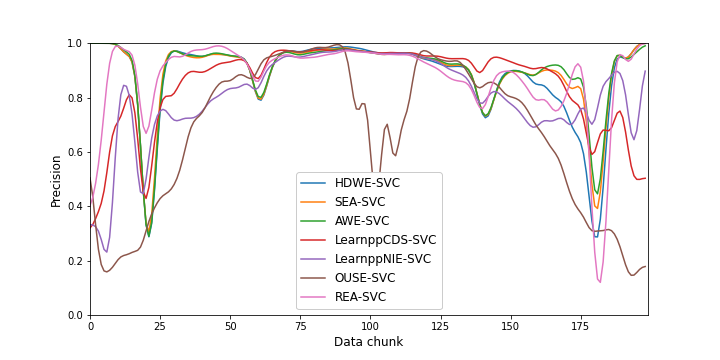 Precision
1.0
0.8
0.6
0.4
0.2
0.0
0
25
50
75
100
125
150
175
Data chunk
HDWE-SVC
SEA-SVC
AWE-SVC
LearnppCDS-SVC
LearnppNIE-SVC
OUSE-SVC
REA-SVC